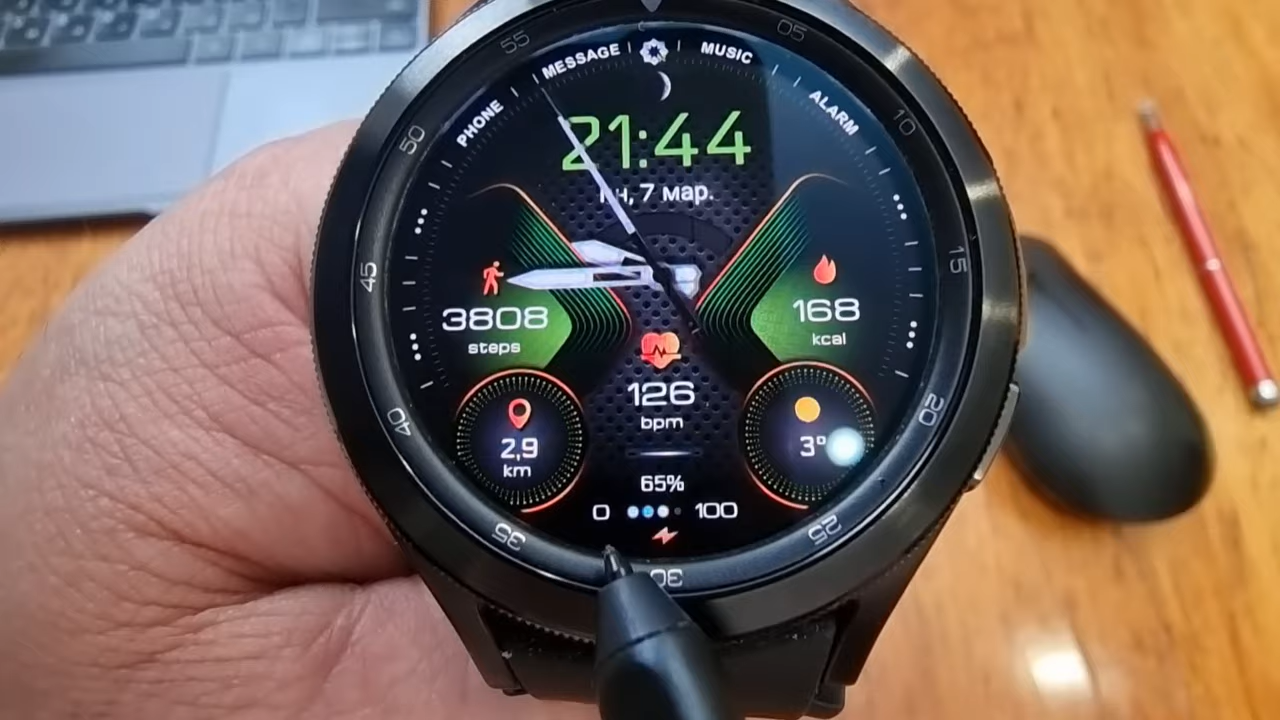 55
05
MESSAGE
MUSIC
PHONE
ALARM
50
10
21:44
пн, 7 мар.
45
15
3808
steps
168
kcal
126
bpm
40
20
2,9
km
3°
65%
0
100
35
25
30